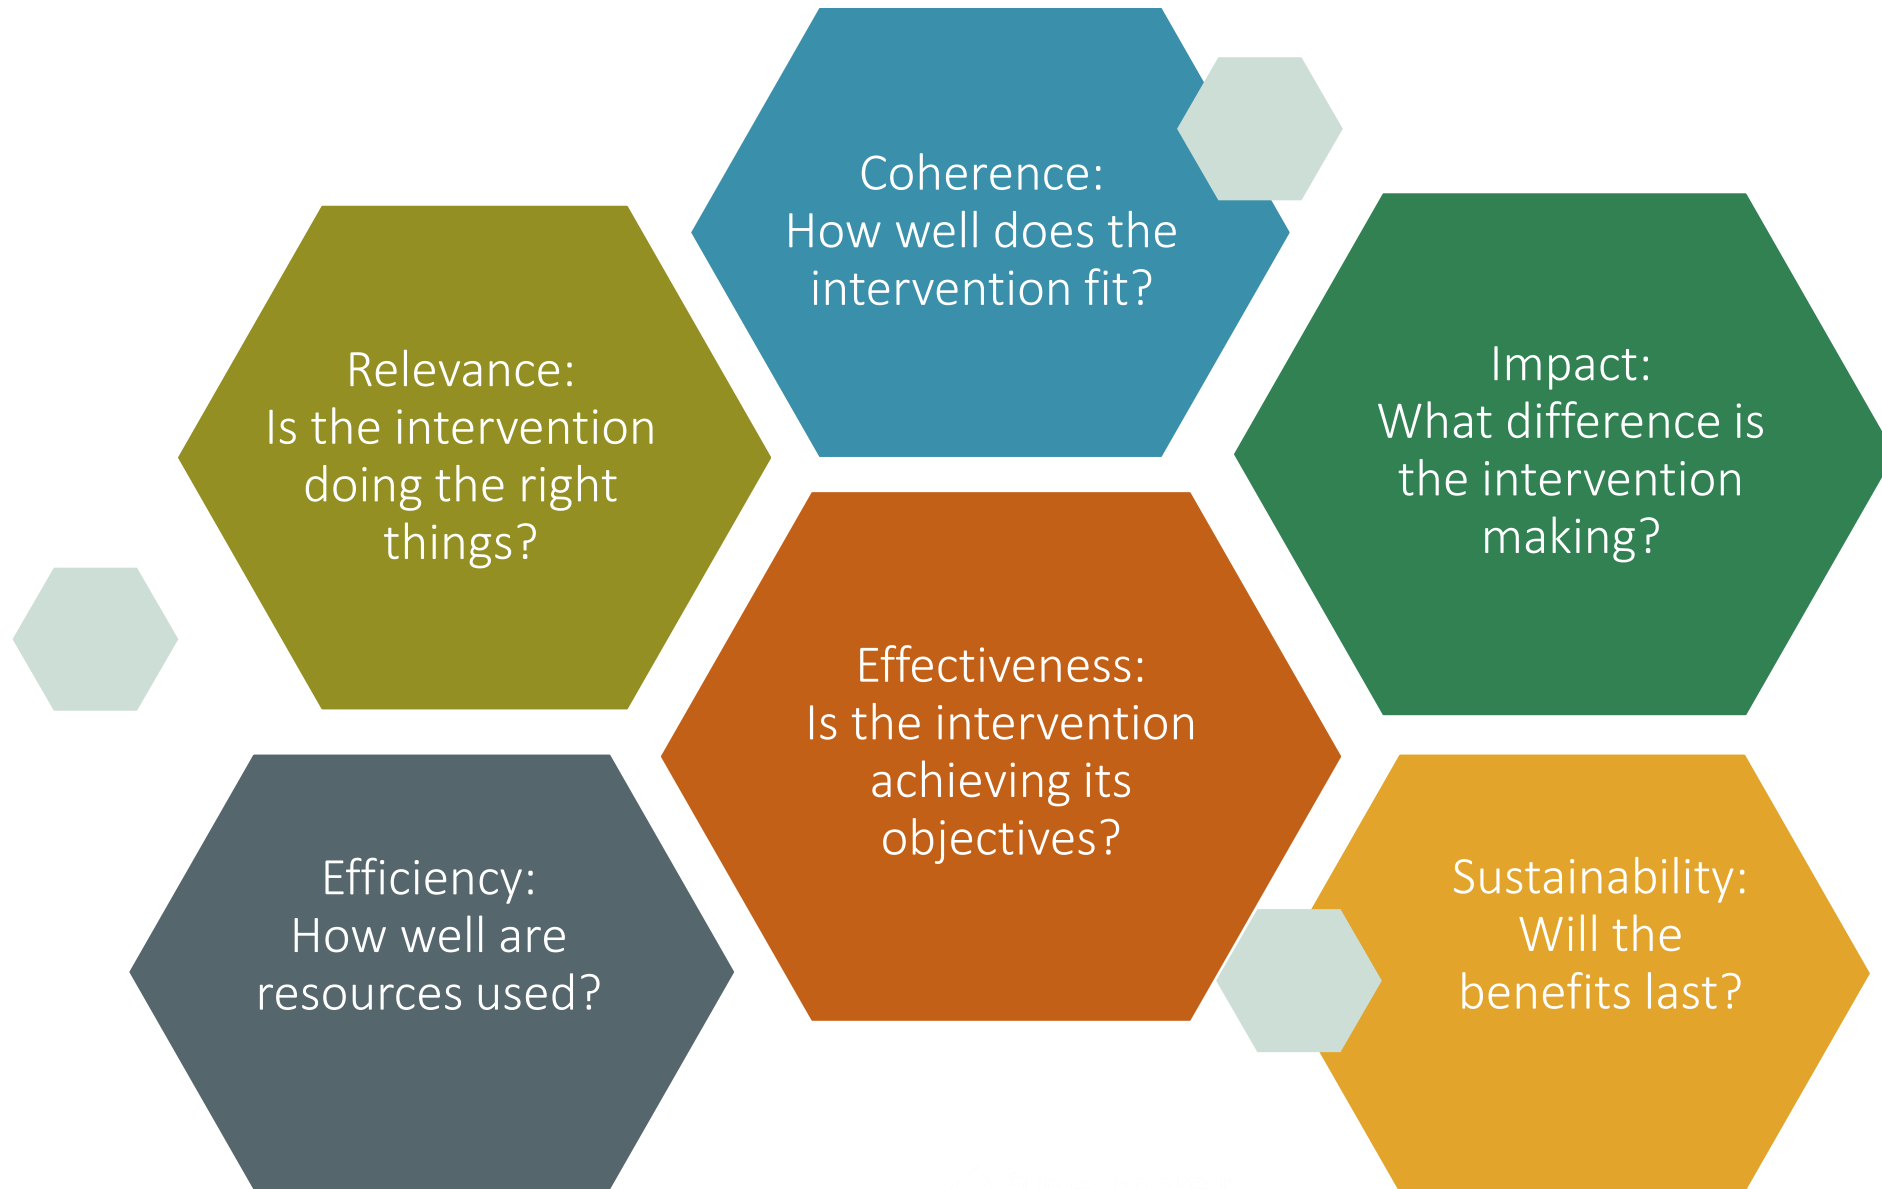 Coherence:
How well does the
intervention fit?
Relevance:
Is the intervention
doing the right
things?
Impact:
What difference is
the intervention
making?
Effectiveness:
Is the intervention
achieving its
objectives?
Efficiency:
How well are
resources used?
Sustainability:
Will the
benefits last?